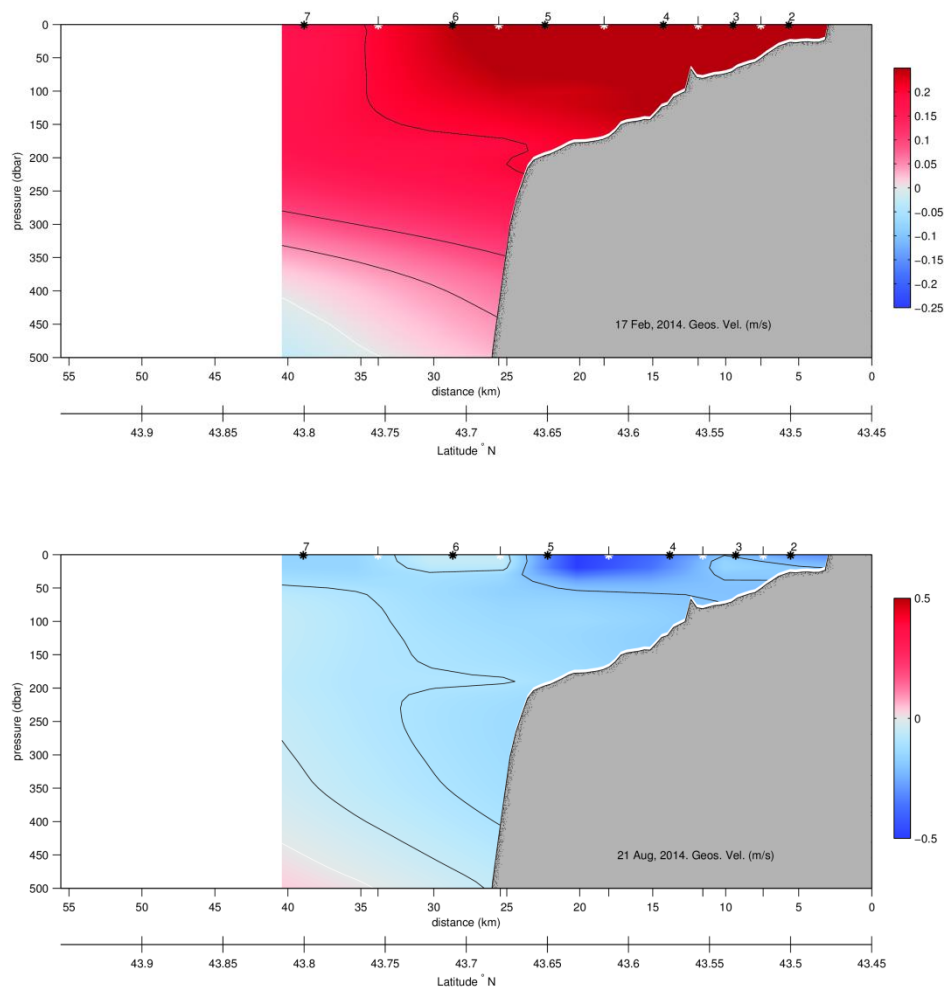 7 6 5 4 3 2
0
50
100
150
200
250
300
350
400
450
500
pressure (dbar)
17 Feb, 2014. Geos. Vel. (m/s)
0.2
0.15
0.1
0.05
0
−0.05
−0.1
−0.15
−0.2
−0.25
55 50 45 40 35 30 25 20 15 10 5 0
distance (km)
43.9 43.85 43.8 43.75 43.7 43.65 43.6 43.55 43.5 43.45
Latitude ° N
7 6 5 4 3 2
0
50
100
150
200
250
300
350
400
450
500
pressure (dbar)
21 Aug, 2014. Geos. Vel. (m/s)
0.5
0
−0.5
55 50 45 40 35 30 25 20 15 10 5 0
distance (km)
43.9 43.85 43.8 43.75 43.7 43.65 43.6 43.55 43.5 43.45
Latitude ° N